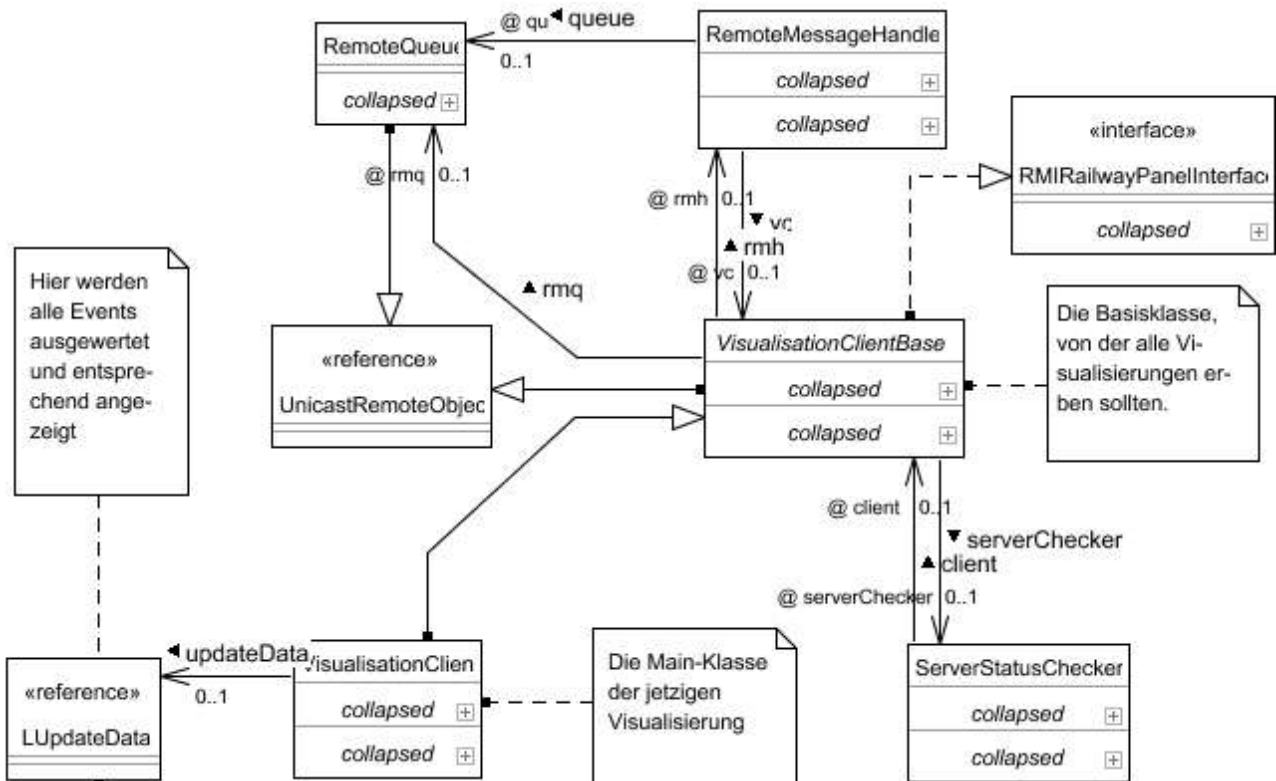 @ qu
queue
0..1
RemoteQueue
collapsed
RemoteMessageHandle
collapsed
collapsed
«interface»
RMIRailwayPanelInterface
collapsed
@ rmq
0..1
@ rmh
0..1
vc
rmh
@ vc
0..1
rmq
Hier werden
alle Events
ausgewertet
und entspre-
chend ange-
zeigt
«reference»
UnicastRemoteObjec
VisualisationClientBase
collapsed
collapsed
Die Basisklasse,
von der alle Vi-
sualisierungen er-
ben sollten.
@ client
0..1
serverChecker
client
@ serverChecker
0..1
updateData
0..1
«reference»
LUpdateData
VisualisationClien
collapsed
collapsed
Die Main-Klasse
der jetzigen
Visualisierung
ServerStatusChecker
collapsed
collapsed